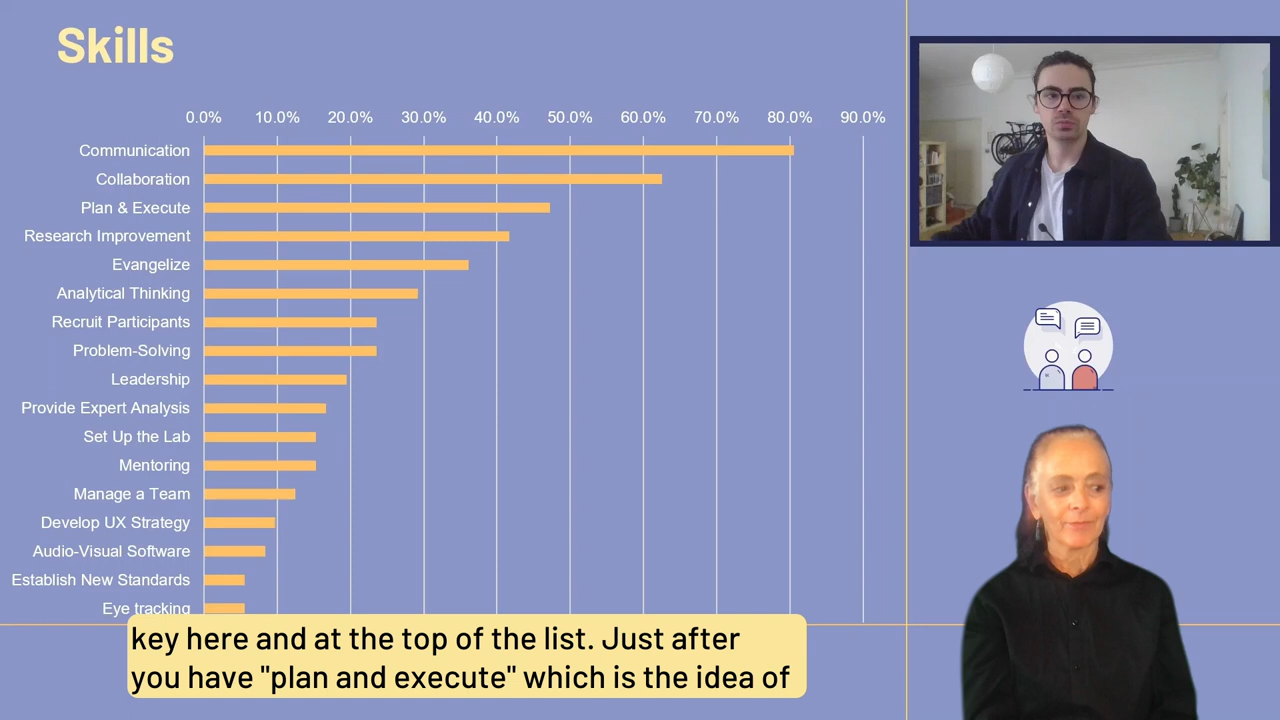 Skills
0.0% 10.0% 20.0% 30.0% 40.0% 50.0% 60.0% 70.0% 80.0% 90.0%
Communication
Collaboration
Plan & Execute
Research Improvement
Evangelize
Analytical Thinking
Recruit Participants
Problem-Solving
Leadership
Provide Expert Analysis
Set Up the Lab
Mentoring
Manage a Team
Develop UX Strategy
Audio-Visual Software
Establish New Standards
Eye tracking
key here and at the top of the list. Just after
you have "plan and execute" which is the idea of